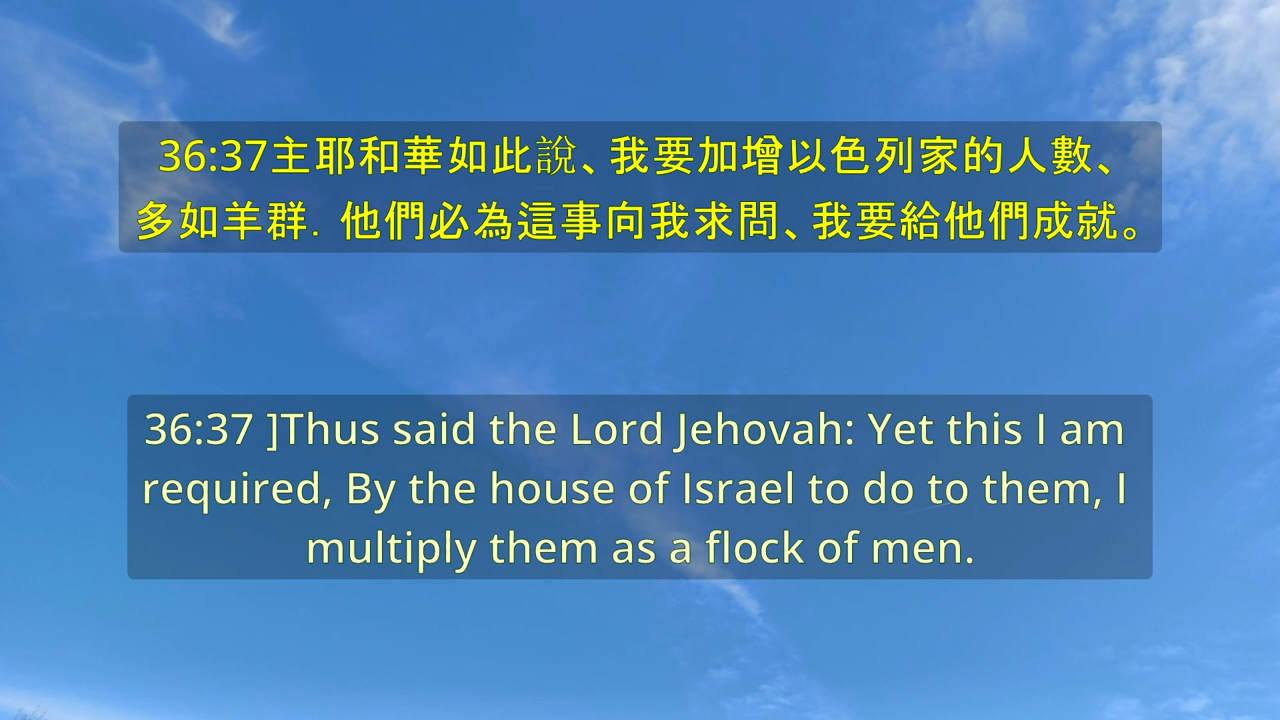 36:37主耶和華如此說、我要加增以色列家的人數、
多如羊群．他們必為這事向我求問、我要給他們成就。
36:37 ]Thus said the Lord Jehovah: Yet this I am
required, By the house of Israel to do to them, I
multiply them as a flock of men.